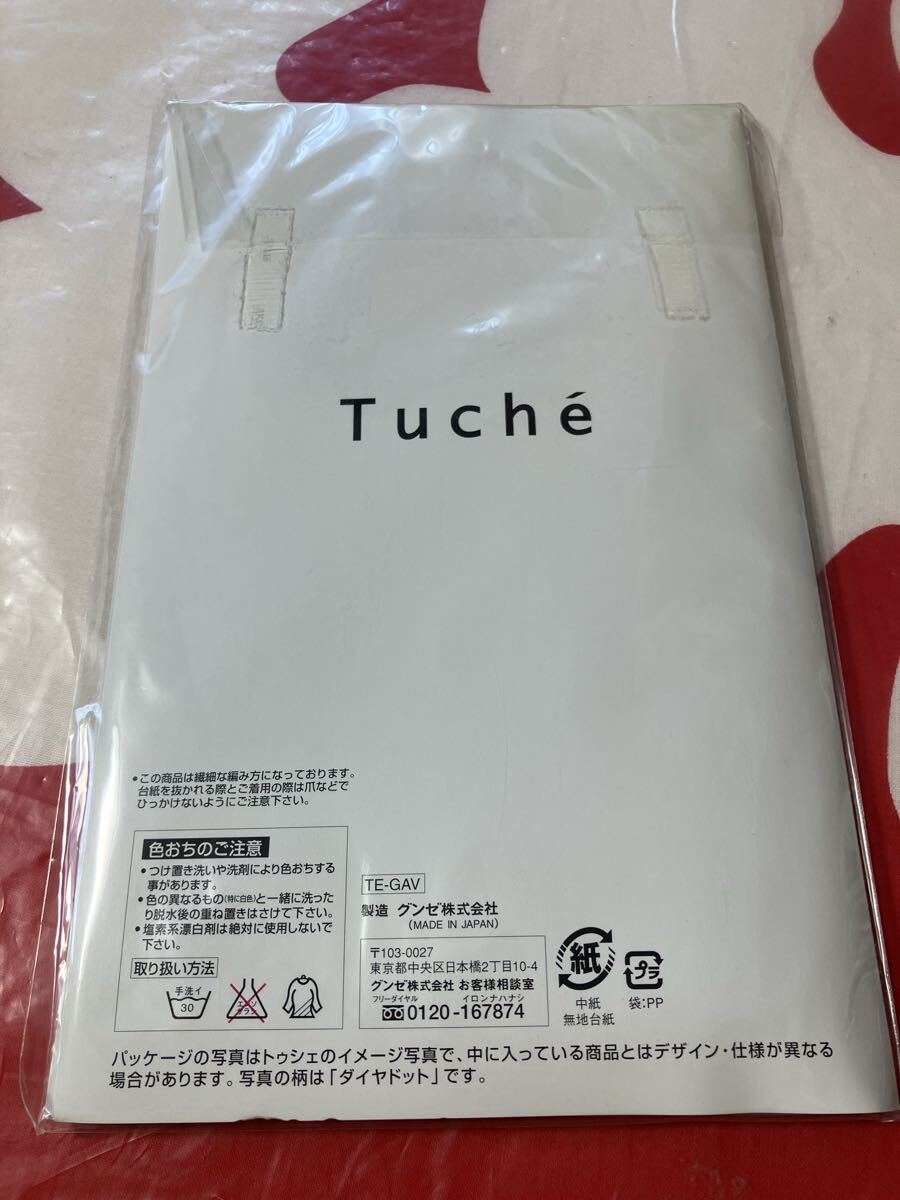 Tuché
•この商品は繊細な編み方になっております。
台紙を抜かれる際とご着用の際は爪などで
ひっかけないようにご注意下さい。
色おちのご注意
•つけ置き洗いや洗剤により色おちする
事があります。
•色の異なるもの(特に白色)と一緒に洗った
り脱水後の重ね置きはさけて下さい。
•塩素系漂白剤は絶対に使用しないで
下さい。
取り扱い方法
手洗イ
30
エンソ
サラシ
TE-GAV
製造 グンゼ株式会社
(MADE IN JAPAN)
〒103-0027
東京都中央区日本橋2丁目10-4
グンゼ株式会社 お客様相談室
フリーダイヤル イロンナハナシ
0120-167874
紙
中紙
無地台紙
プラ
袋:PP
パッケージの写真はトゥシェのイメージ写真で、中に入っている商品とはデザイン・仕様が異なる
場合があります。写真の柄は「ダイヤドット」です。